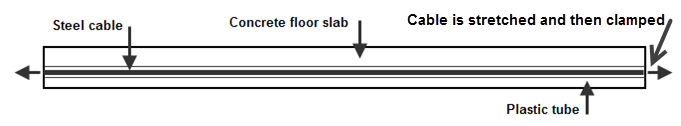 Steel cable
Concrete floor slab
Cable is stretched and then clamped
Plastic tube